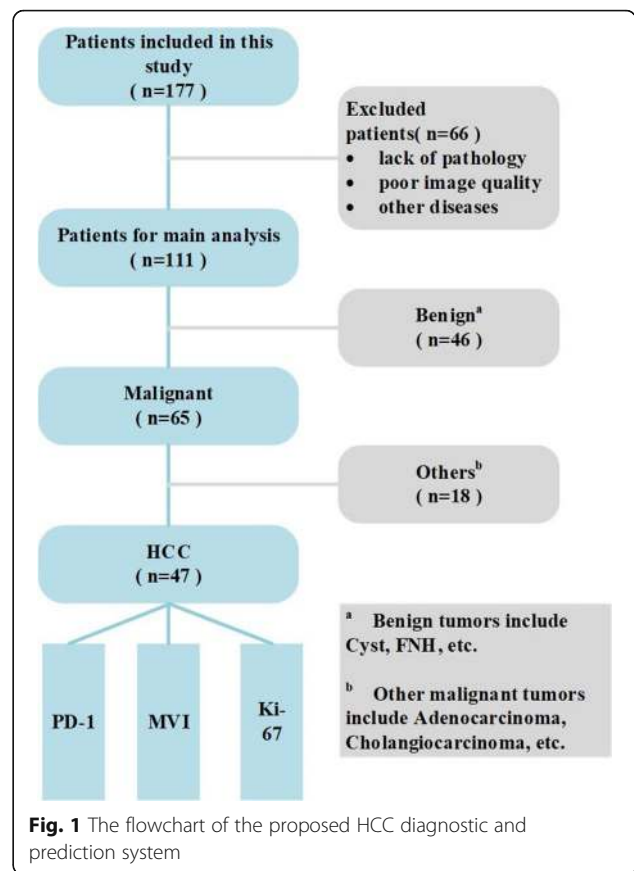 Patients included in this
study
( n=177 )
Excluded
patients( n=66 )
• lack of pathology
• poor image quality
• other diseases
Patients for main analysis
( n=111 )
Benignᵃ
( n=46 )
Malignant
( n=65 )
Othersᵇ
( n=18 )
HCC
( n=47 )
PD-1
MVI
Ki-
67
ᵃ Benign tumors include
Cyst, FNH, etc.
ᵇ Other malignant tumors
include Adenocarcinoma,
Cholangiocarcinoma, etc.
Fig. 1 The flowchart of the proposed HCC diagnostic and
prediction system